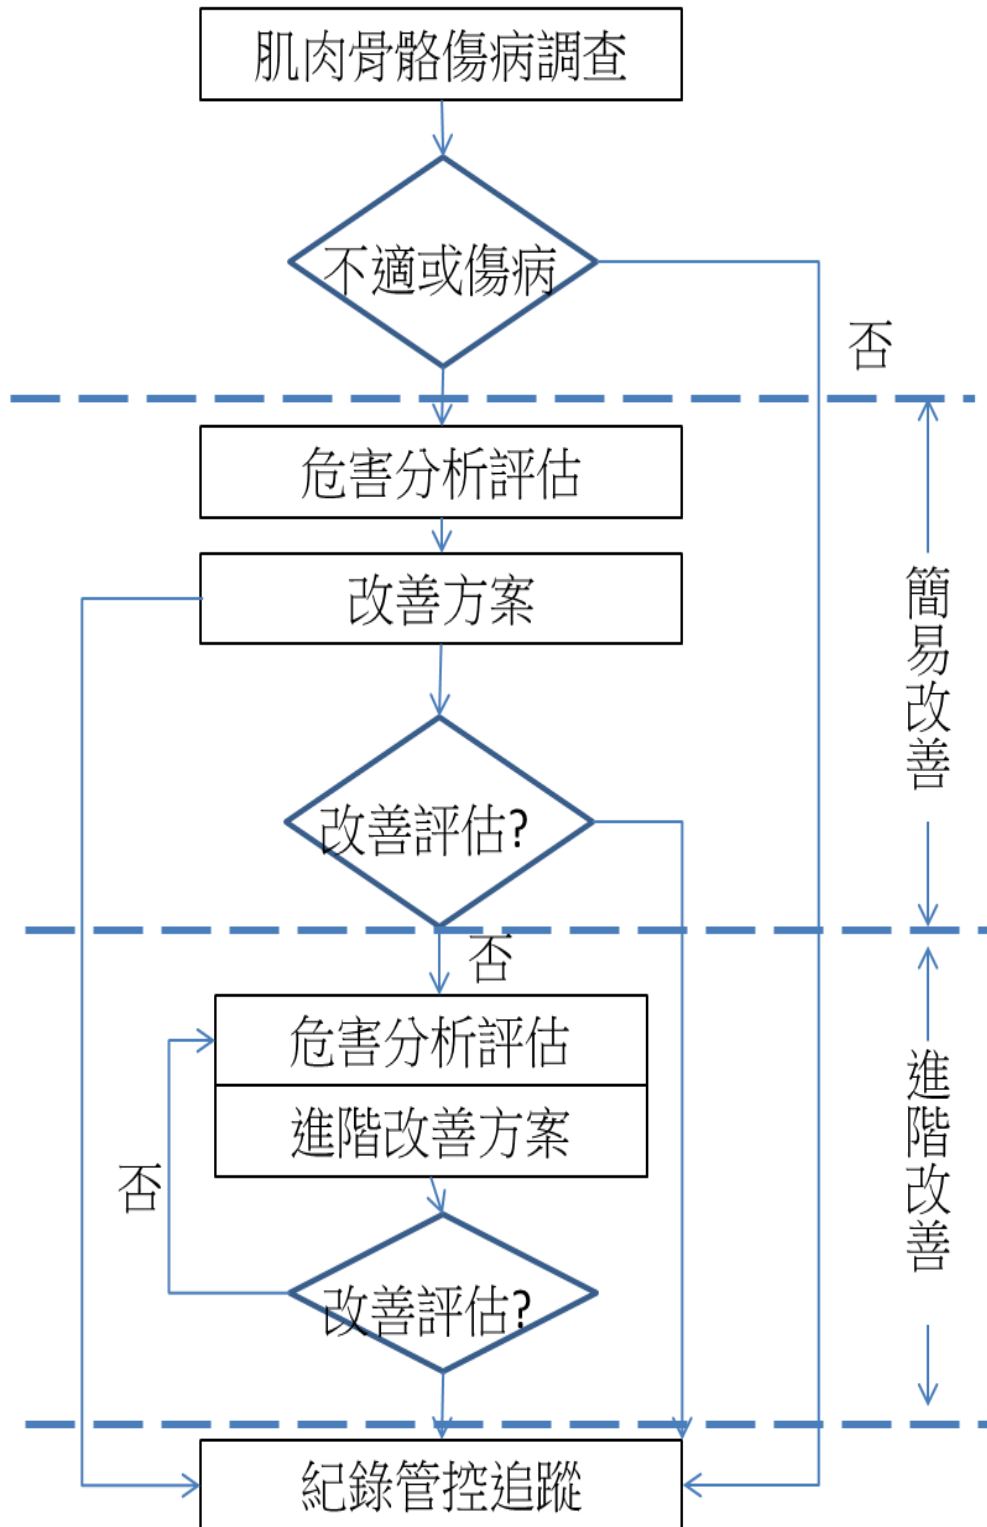 肌肉骨骼傷病調查
不適或傷病
否
危害分析評估
改善方案
簡易改善
改善評估?
否
危害分析評估
進階改善方案
進階改善
否
改善評估?
紀錄管控追蹤